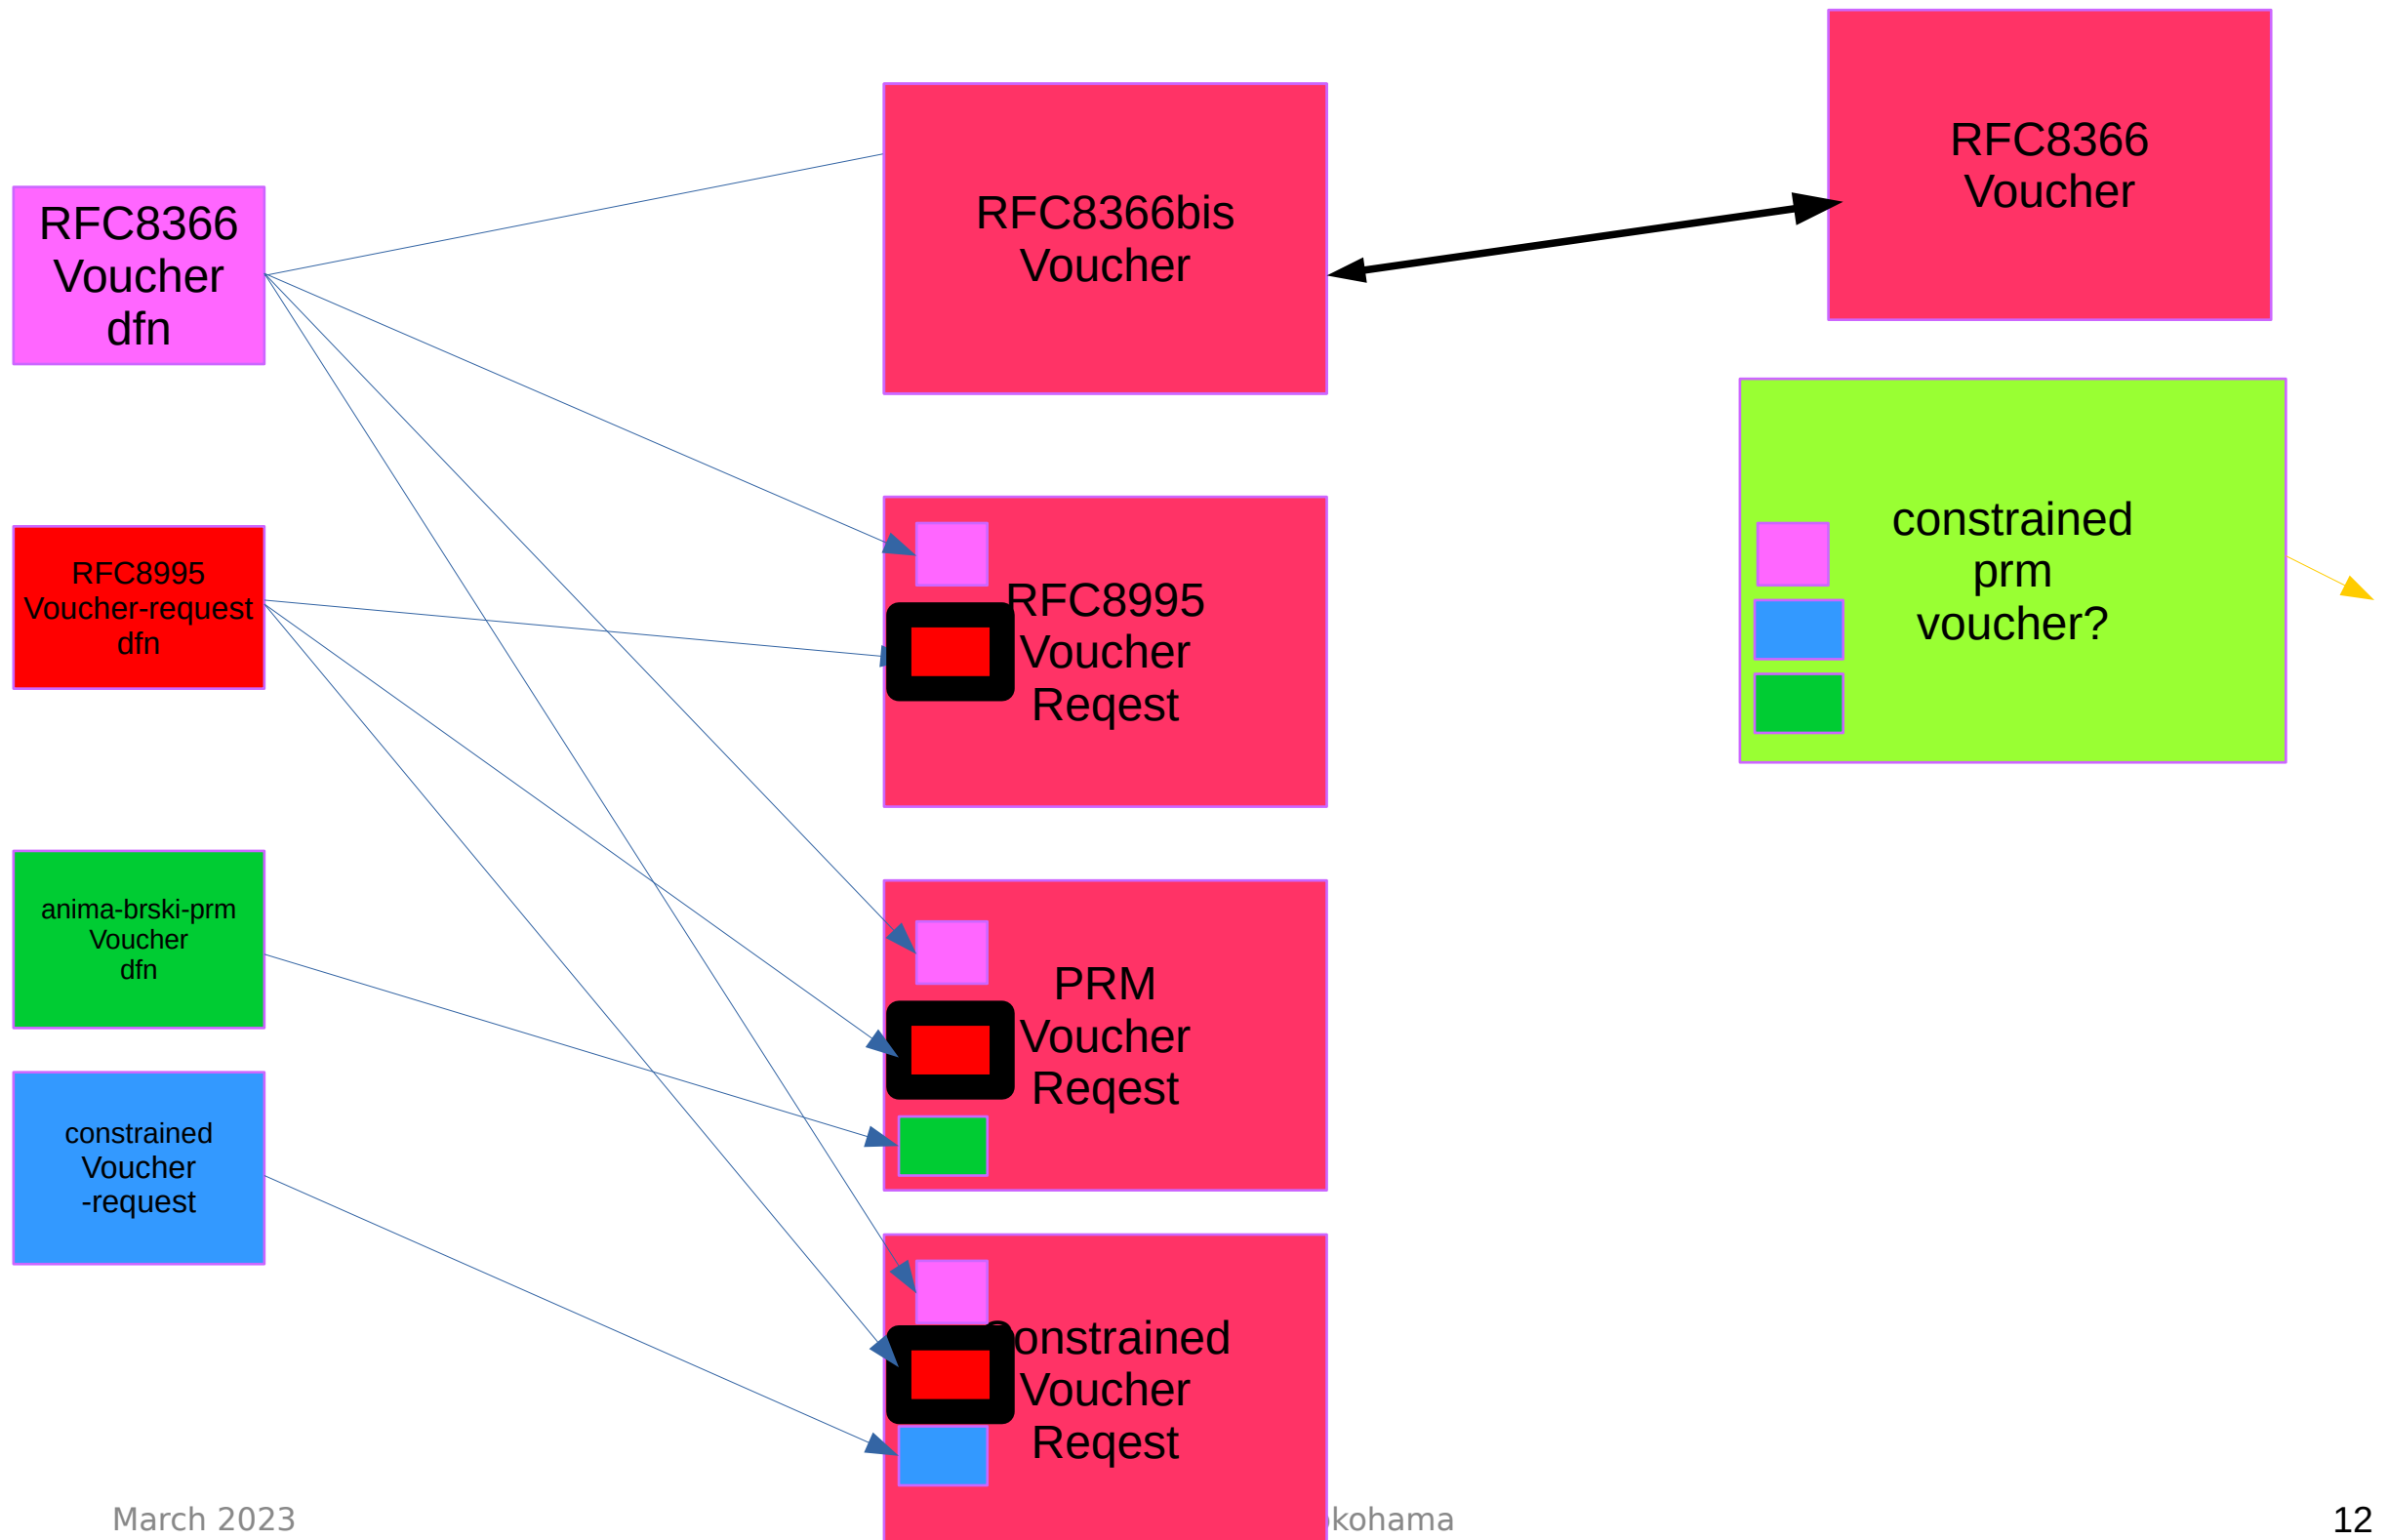 RFC8366
Voucher
dfn
RFC8995
Voucher-request
dfn
anima-brski-prm
Voucher
dfn
constrained
Voucher
-request
RFC8366bis
Voucher
RFC8995
Voucher
Reqest
PRM
Voucher
Reqest
Constrained
Voucher
Reqest
RFC8366
Voucher
constrained
prm
voucher?
March 2023
kohama
12